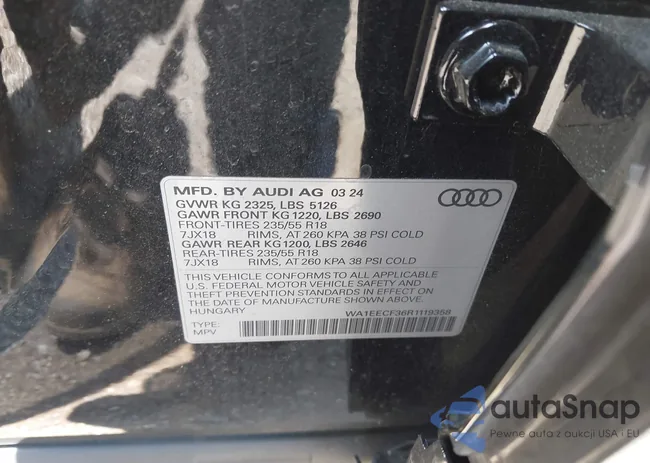 MFD. BY AUDI AG 03 24
GVWR KG 2325, LBS 5126
GAWR FRONT KG 1220, LBS 2690
FRONT-TIRES 235/55 R18
7JX18 RIMS, AT 260 KPA 38 PSI COLD
GAWR REAR KG1200, LBS 2646
REAR-TIRES 235/55 R18
7JX18 RIMS, AT 260 KPA 38 PSI COLD
THIS VEHICLE CONFORMS TO ALL APPLICABLE
U.S. FEDERAL MOTOR VEHICLE SAFETY AND
THEFT PREVENTION STANDARDS IN EFFECT ON
THE DATE OF MANUFACTURE SHOWN ABOVE.
HUNGARY
WA1EECF36R1119358
TYPE:
MPV
autoSnap
Pewne auta z aukcji USA i EU